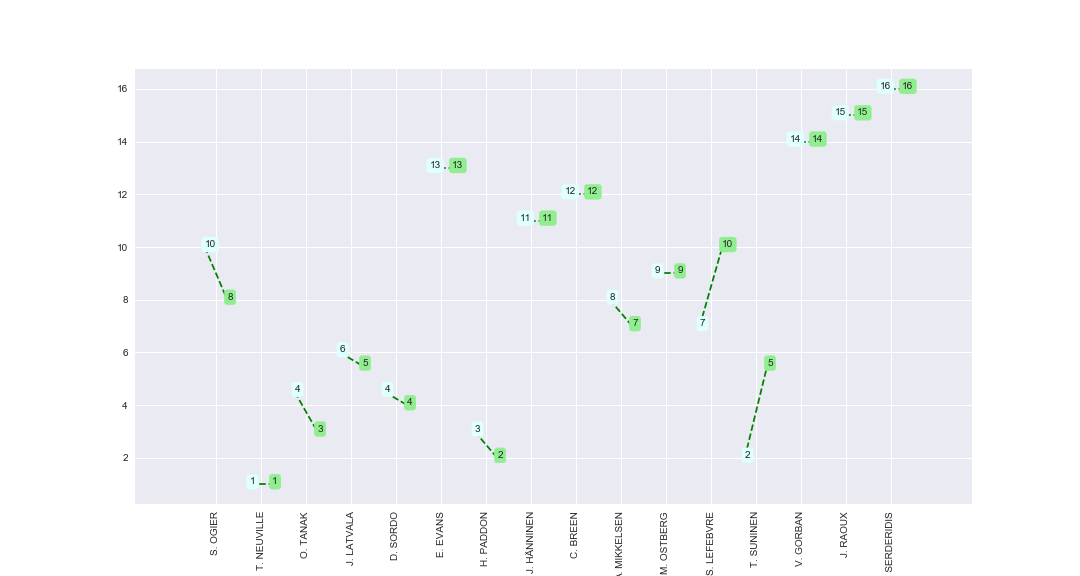 16
16 16
15 15
14
14 14
13 13
12
12 12
11 11
10
10 10
9 9
8
8 8
7 7
6
6 5 5
4
4 4 4
3 3
2
2 2
1 1
S. OGIER
T. NEUVILLE
O. TANAK
J. LATVALA
D. SORDO
E. EVANS
H. PADDON
J. HANNINEN
C. BREEN
MIKKELSEN
M. OSTBERG
S. LEFEBVRE
T. SUNINEN
V. GORBAN
J. RAOUX
SERDERIDIS